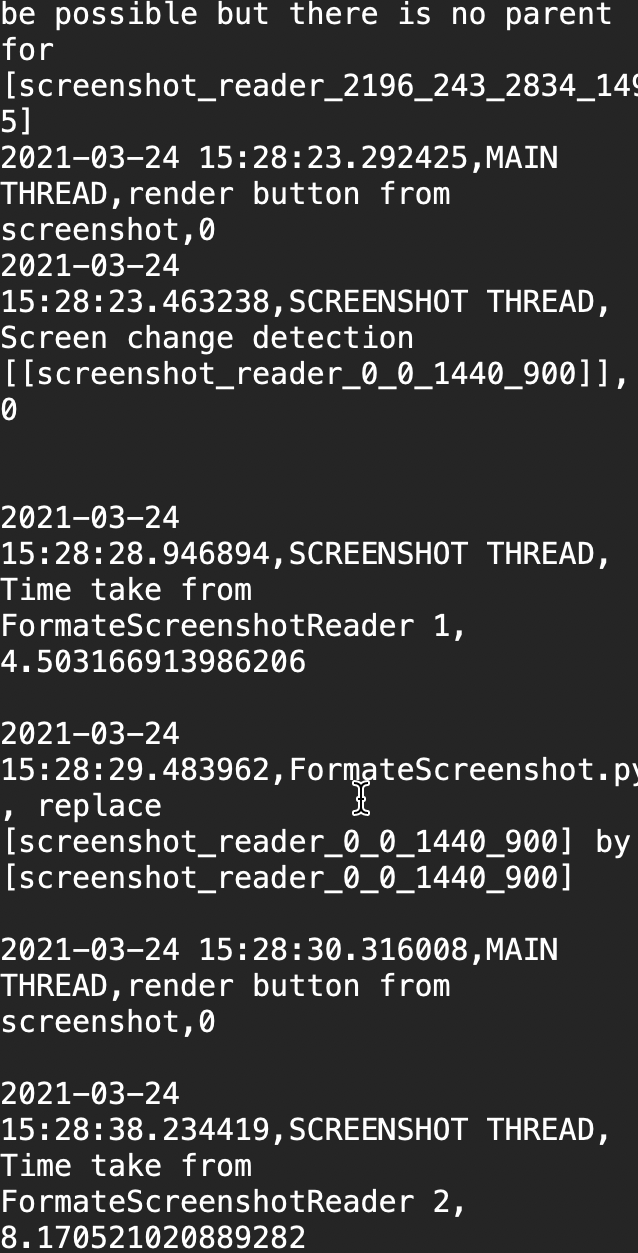 be possible but there is no parent
for
[screenshot_reader_2196_243_2834_149
5]
2021-03-24 15:28:23.292425,MAIN
THREAD,render button from
screenshot,0
2021-03-24
15:28:23.463238,SCREENSHOT THREAD,
Screen change detection
[[screenshot_reader_0_0_1440_900]],
0
2021-03-24
15:28:28.946894,SCREENSHOT THREAD,
Time take from
FormateScreenshotReader 1,
4.503166913986206
2021-03-24
15:28:29.483962,FormateScreenshot.py
, replace
[screenshot_reader_0_0_1440_900] by
[screenshot_reader_0_0_1440_900]
2021-03-24 15:28:30.316008,MAIN
THREAD,render button from
screenshot,0
2021-03-24
15:28:38.234419,SCREENSHOT THREAD,
Time take from
FormateScreenshotReader 2,
8.170521020889282